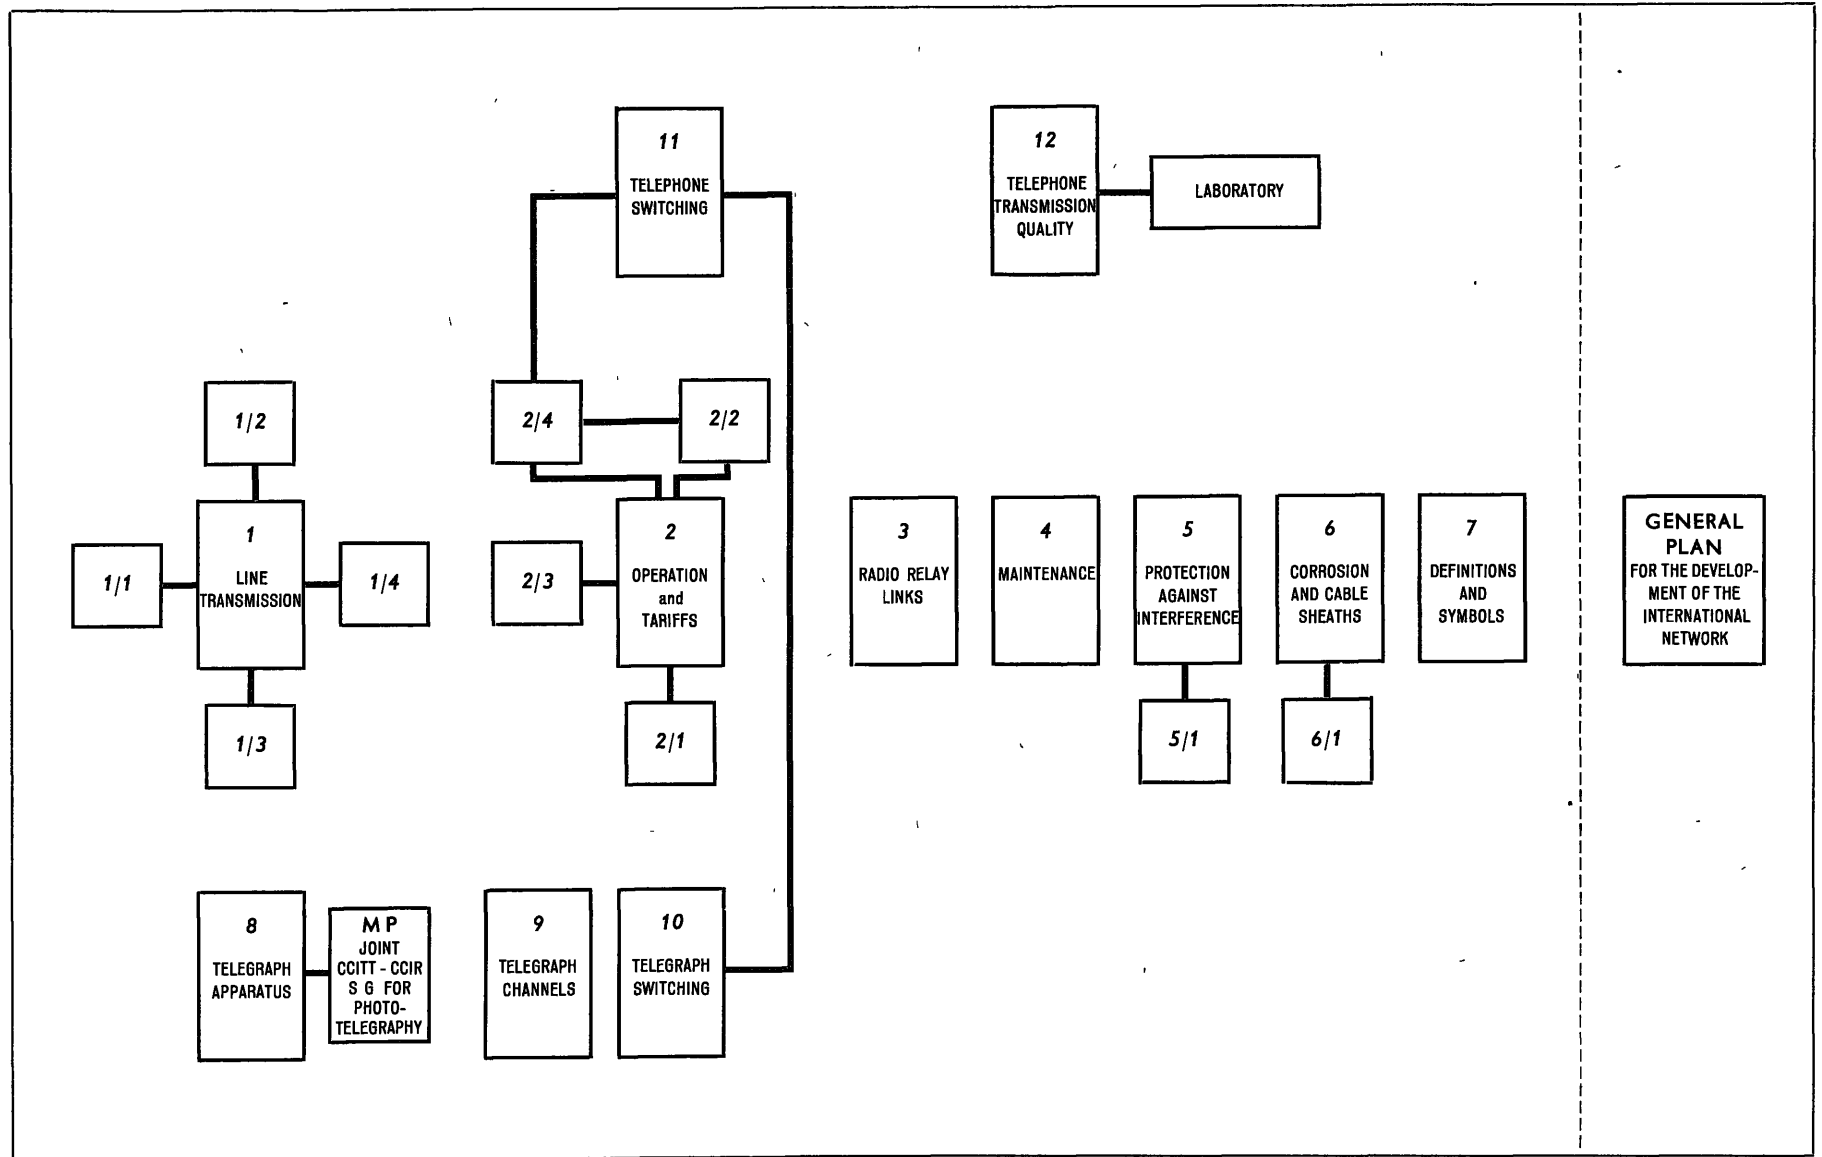 11
TELEPHONE
SWITCHING
12
TELEPHONE
TRANSMISSION
QUALITY
LABORATORY
1/2
2/4
2/2
1/1
1
LINE
TRANSMISSION
1/4
1/3
2/3
2
OPERATION
and
TARIFFS
2/1
3
RADIO RELAY
LINKS
4
MAINTENANCE
5
PROTECTION
AGAINST
INTERFERENCE
5/1
6
CORROSION
AND CABLE
SHEATHS
6/1
7
DEFINITIONS
AND
SYMBOLS
GENERAL
PLAN
FOR THE DEVELOP-
MENT OF THE
INTERNATIONAL
NETWORK
8
TELEGRAPH
APPARATUS
M P
JOINT
CCITT - CCIR
S G FOR
PHOTO-
TELEGRAPHY
9
TELEGRAPH
CHANNELS
10
TELEGRAPH
SWITCHING